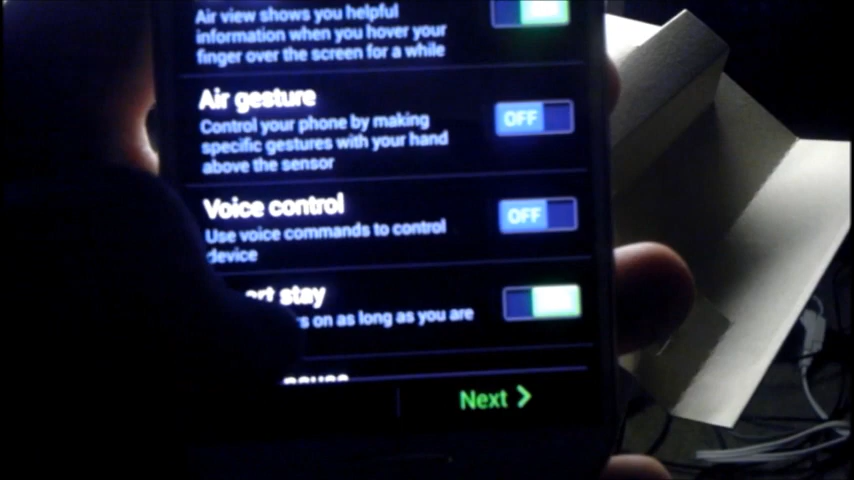 Air view shows you helpful
information when you hover your
finger over the screen for a while
Air gesture
OFF
Control your phone by making
specific gestures with your hand
above the sensor
Voice control
OFF
Use voice commands to control
device
stay
on as long as you are
Next